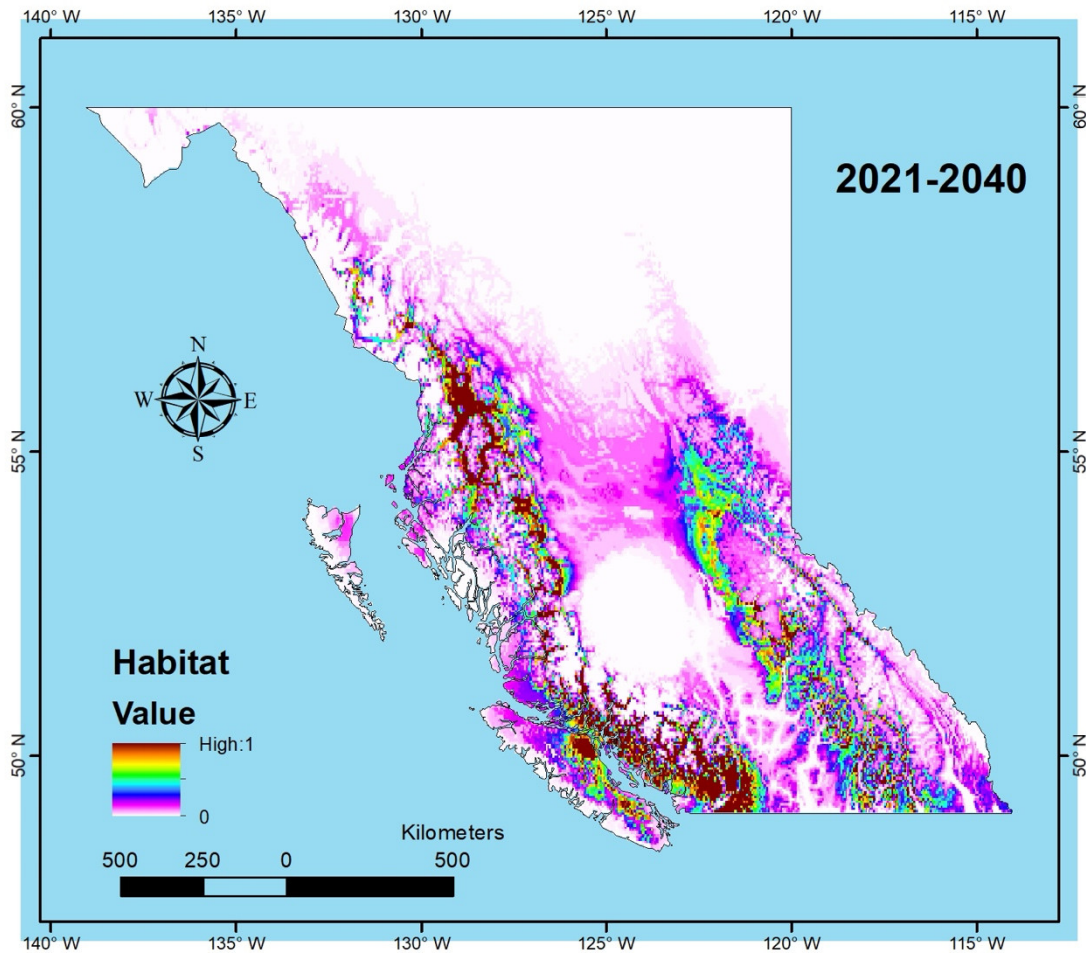 140° W 135° W 130° W 125° W 120° W 115° W
60° N 60° N
2021-2040
N
W E
S
55° N 55° N
Habitat
Value
High:1
0
50° N 50° N
Kilometers
500 250 0 500
140° W 135° W 130° W 125° W 120° W 115° W